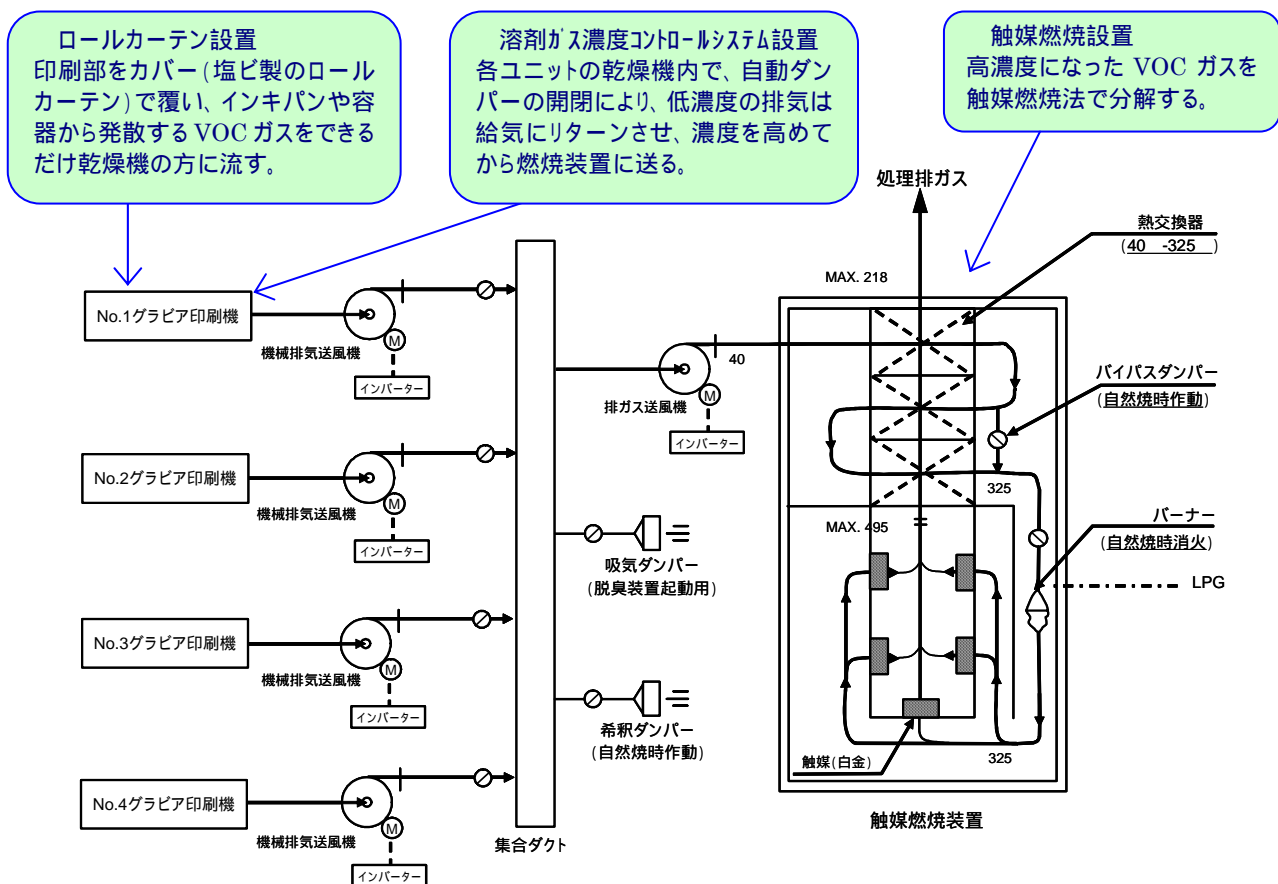 ロールカーテン設置
印刷部をカバー(塩ビ製のロール
カーテン)で覆い、インキパンや容
器から発散する VOC ガスをできる
だけ乾燥機の方に流す。
溶剤ガス濃度コントロールシステム設置
各ユニットの乾燥機内で、自動ダン
パーの開閉により、低濃度の排気は
給気にリターンさせ、濃度を高めて
から燃焼装置に送る。
触媒燃焼設置
高濃度になった VOC ガスを
触媒燃焼法で分解する。
処理排ガス
熱交換器
(40 -325 )
MAX. 218
No.1グラビア印刷機
M
機械排気送風機
インバーター
40
M
排ガス送風機
インバーター
バイパスダンパー
(自然焼時作動)
No.2グラビア印刷機
M
機械排気送風機
インバーター
325
MAX. 495
バーナー
(自然焼時消火)
LPG
吸気ダンパー
(脱臭装置起動用)
No.3グラビア印刷機
M
機械排気送風機
インバーター
希釈ダンパー
(自然焼時作動)
触媒(白金)
325
No.4グラビア印刷機
M
機械排気送風機
インバーター
集合ダクト
触媒燃焼装置